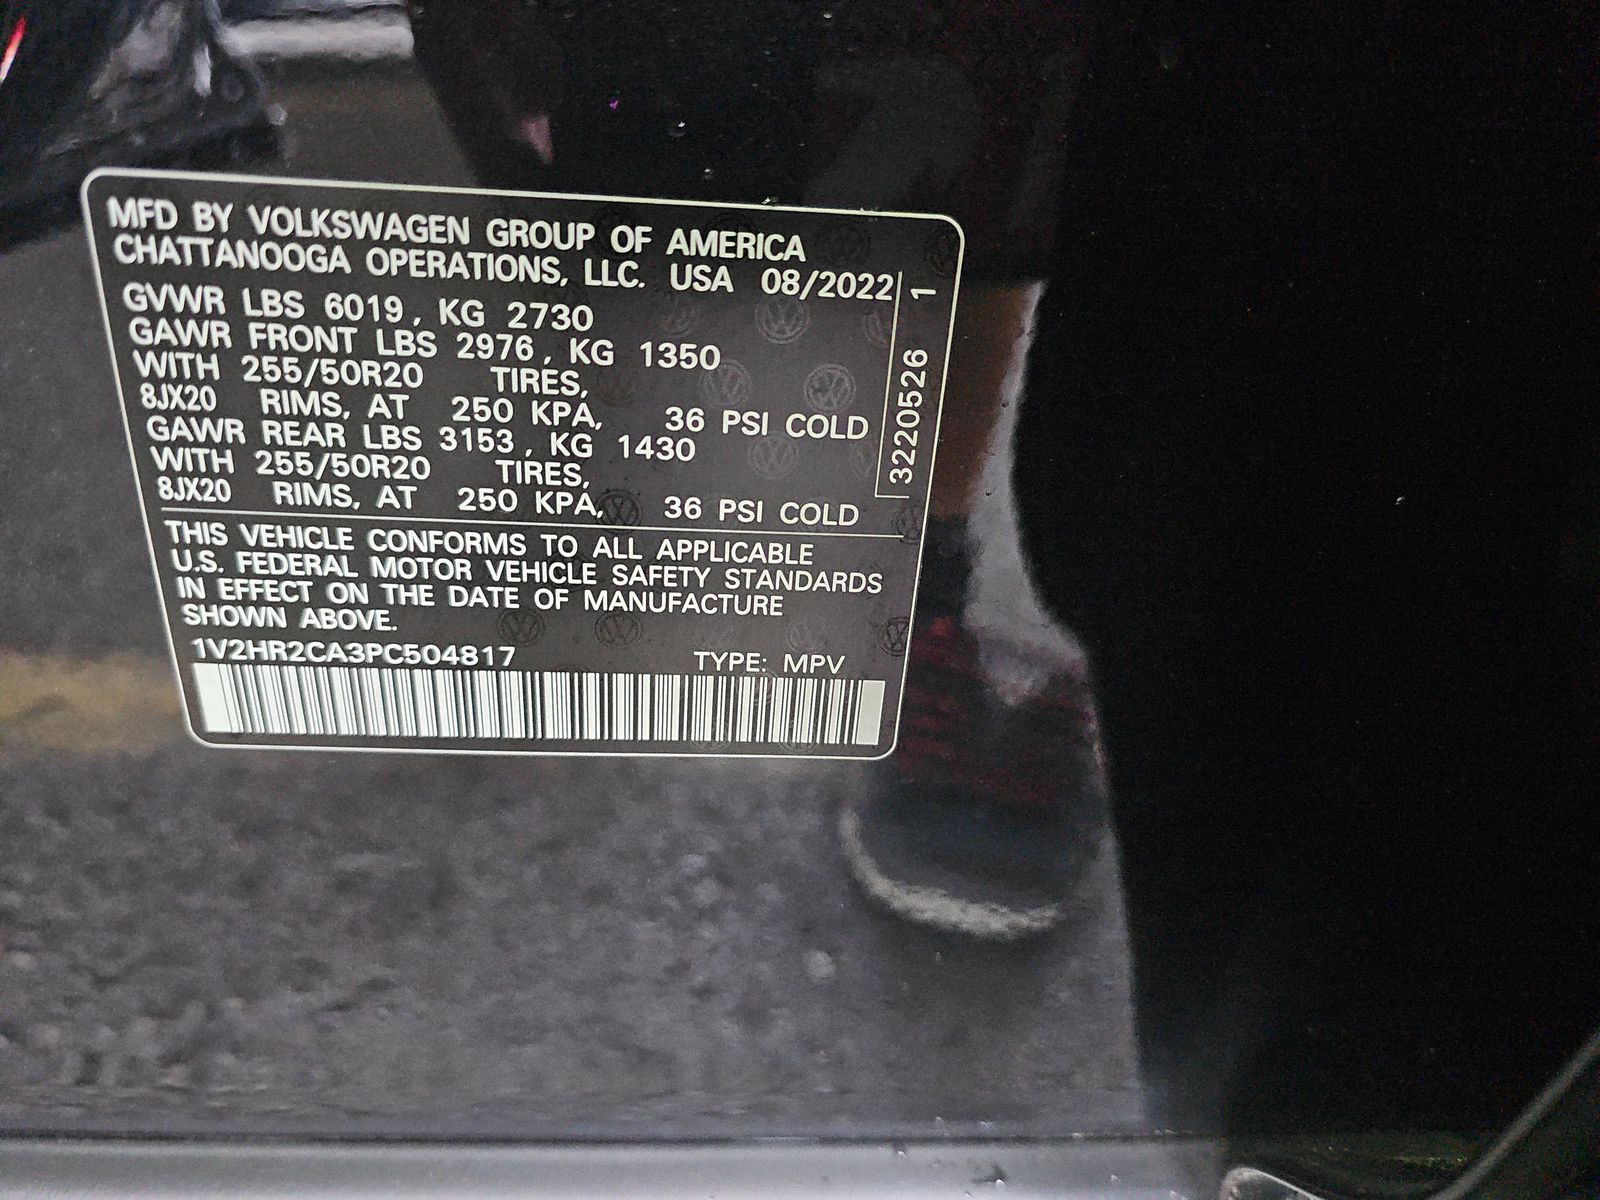 MFD BY VOLKSWAGEN GROUP OF AMERICA
CHATTANOOGA OPERATIONS, LLC. USA 08/2022
GVWR LBS 6019, KG 2730
GAWR FRONT LBS 2976, KG 1350
WITH 255/50R20 TIRES,
8JX20 RIMS, AT 250 KPA, 36 PSI COLD
GAWR REAR LBS 3153, KG 1430
WITH 255/50R20 TIRES,
8JX20 RIMS, AT 250 KPA, 36 PSI COLD
3220526 1
THIS VEHICLE CONFORMS TO ALL APPLICABLE
U.S. FEDERAL MOTOR VEHICLE SAFETY STANDARDS
IN EFFECT ON THE DATE OF MANUFACTURE
SHOWN ABOVE.
1V2HR2CA3PC504817 TYPE: MPV